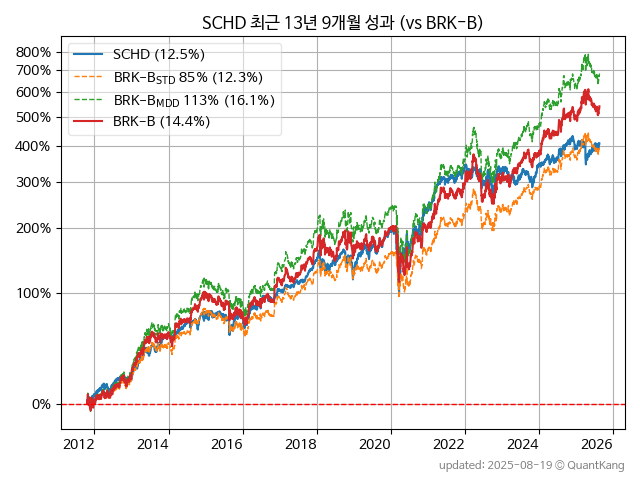 SCHD 최근 13년 9개월 성과 (vs BRK-B)
SCHD (12.5%)
BRK-B_STD 85% (12.3%)
BRK-B_MDD 113% (16.1%)
BRK-B (14.4%)
800%
700%
600%
500%
400%
300%
200%
100%
0%
2012 2014 2016 2018 2020 2022 2024 2026
updated: 2025-08-19 © QuantKang